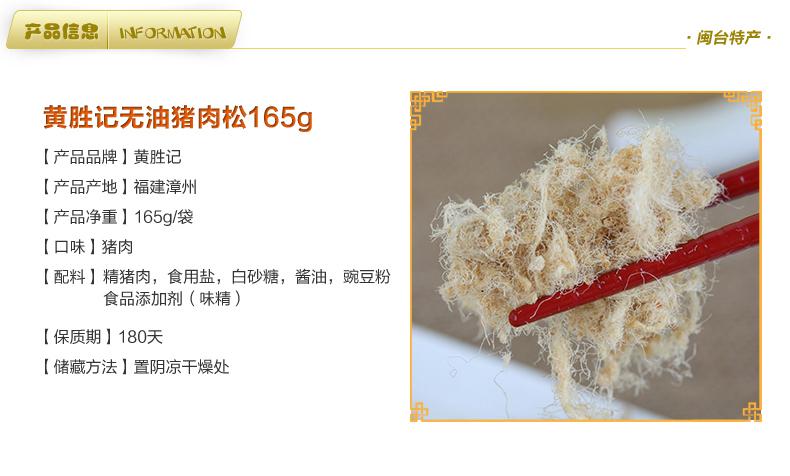 产品信息 INFORMATION
·闽台特产·
黄胜记无油猪肉松165g
【产品品牌】黄胜记
【产品产地】福建漳州
【产品净重】165g/袋
【口味】猪肉
【配料】精猪肉，食用盐，白砂糖，酱油，豌豆粉
食品添加剂（味精）
【保质期】180天
【储藏方法】置阴凉干燥处